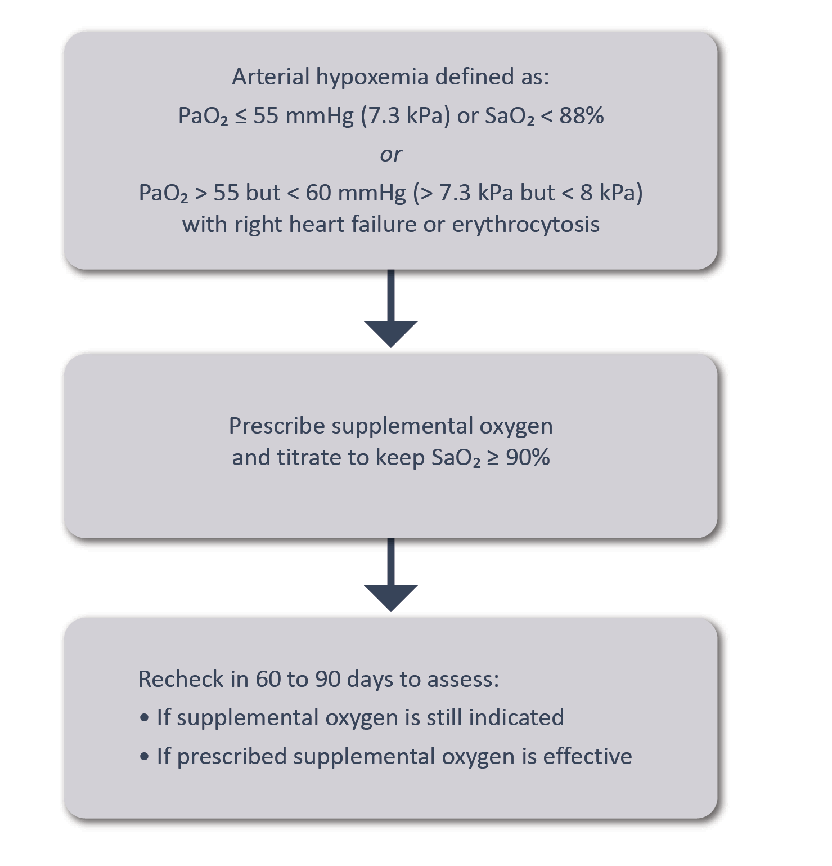 Arterial hypoxemia defined as:
PaO₂ ≤ 55 mmHg (7.3 kPa) or SaO₂ < 88%
or
PaO₂ > 55 but < 60 mmHg (> 7.3 kPa but < 8 kPa)
with right heart failure or erythrocytosis
Prescribe supplemental oxygen
and titrate to keep SaO₂ ≥ 90%
Recheck in 60 to 90 days to assess:
• If supplemental oxygen is still indicated
• If prescribed supplemental oxygen is effective